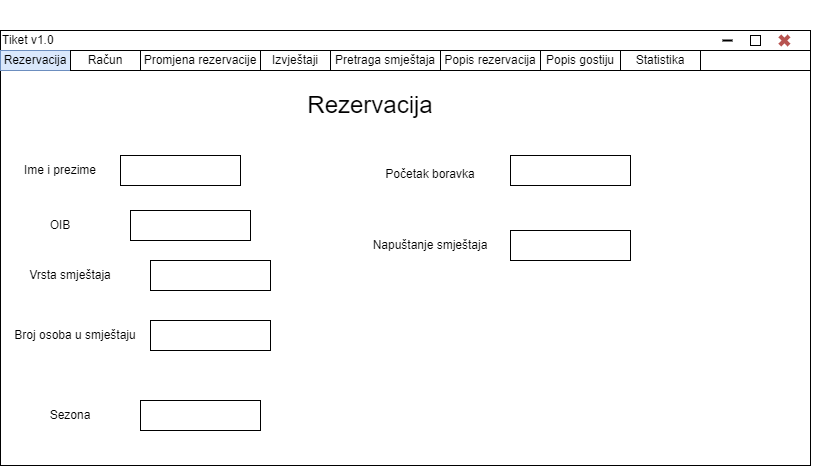 Tiket v1.0
Rezervacija Račun Promjena rezervacije Izvještaji Pretraga smještaja Popis rezervacija Popis gostiju Statistika
Rezervacija
Ime i prezime
Početak boravka
OIB
Napuštanje smještaja
Vrsta smještaja
Broj osoba u smještaju
Sezona